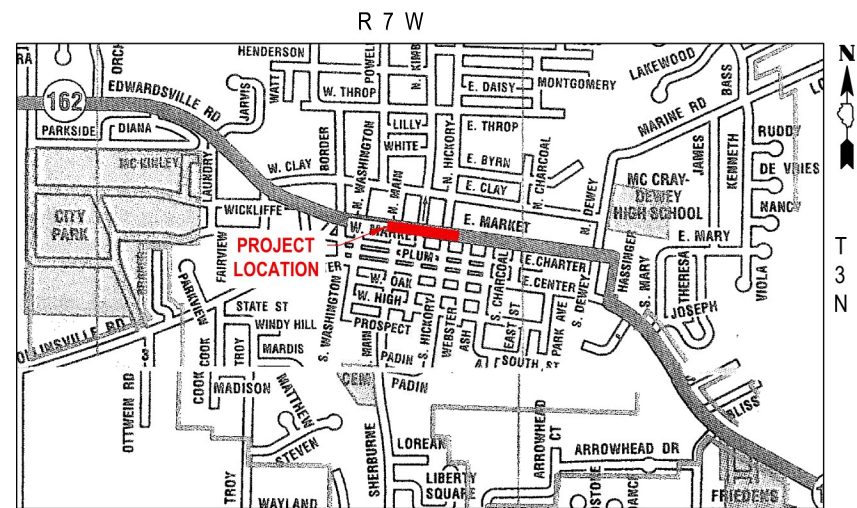 R 7 W
N
T
3
N
PROJECT
LOCATION
162
EDWARDSVILLE RD
PARKSIDE
DIANA
MC KINLEY
CITY
PARK
LAUNDRY
JARVIS
HENDERSON
WATT
W. THROP
BORDER
POWELL
N. WASHINGTON
LILLY
WHITE
N. MAIN
N. HICKORY
E. DAISY
MONTGOMERY
E. THROP
E. BYRN
E. CLAY
N. CHARCOAL
W. CLAY
WICKLIFFE
FAIRVIEW
E. MARKET
PLUM
W. OAK
W. HIGH
PROSPECT
S. WASHINGTON
PADIN
PADIN
S. HICKORY
WEBSTER
ASH
S. CHARCOAL
EAST ST
SOUTH ST
E. CHARTER
E. CENTER
PARK AVE
S. DEWEY
N. DEWEY
HASSINGER
S. MARY
THERESA
JOSEPH
E. MARY
VIOLA
MC CRAY-
DEWEY
HIGH SCHOOL
MARINE RD
LAKEWOOD
BASS
JAMES
KENNETH
RUDDY
DE VRIES
NANCY
PARKVIEW
STATE ST
WINDY HILL
MARDIS
TROY
COOK
COOK
MADISON
MATTHEW
STEVEN
TROY
WAYLAND
OTTWEIN RD
SHERBURNE
LOREAN
LIBERTY
SQUARE
ARROWHEAD
CT
ARROWHEAD DR
BLISS
FRIEDENS